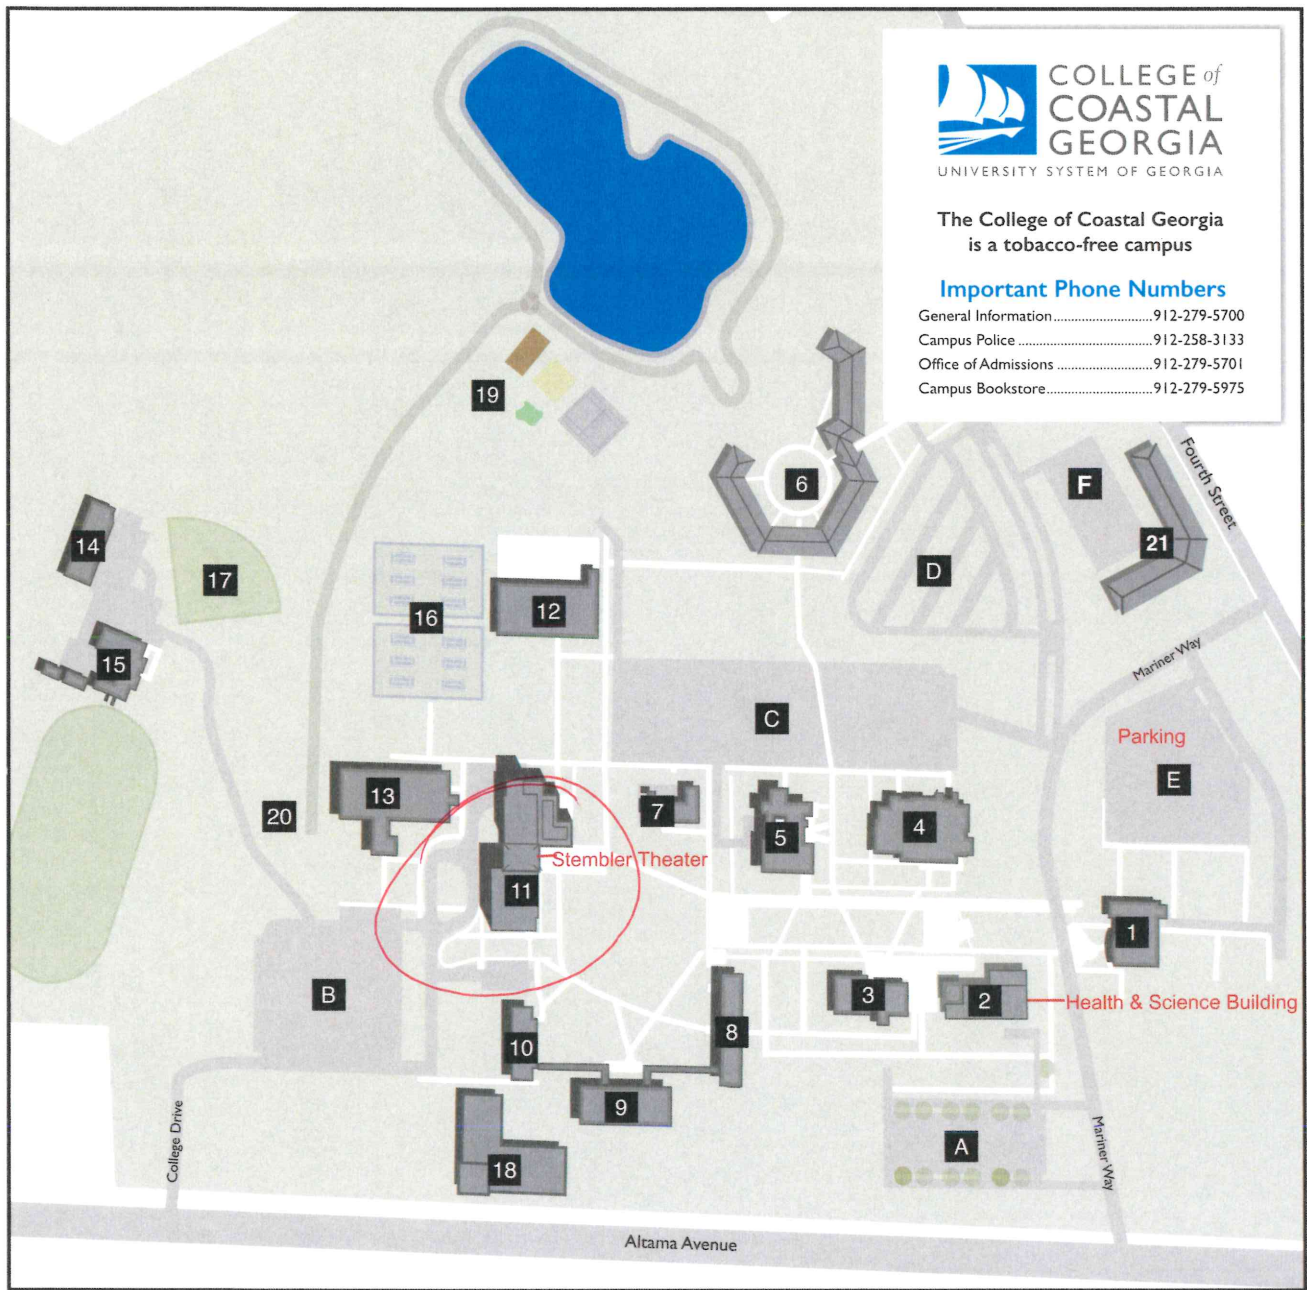 COLLEGE of
COASTAL
GEORGIA
UNIVERSITY SYSTEM OF GEORGIA
The College of Coastal Georgia
is a tobacco-free campus
Important Phone Numbers
General Information............................912-279-5700
Campus Police.......................................912-258-3133
Office of Admissions............................912-279-5701
Campus Bookstore..............................912-279-5975
19
6
Fourth Street
F
21
14
17
D
12
16
15
Mariner Way
C
Parking
E
13
20
7
5
4
Stembler Theater
11
1
B
3
2
Health & Science Building
8
10
9
College Drive
A
Mariner Way
18
Altama Avenue